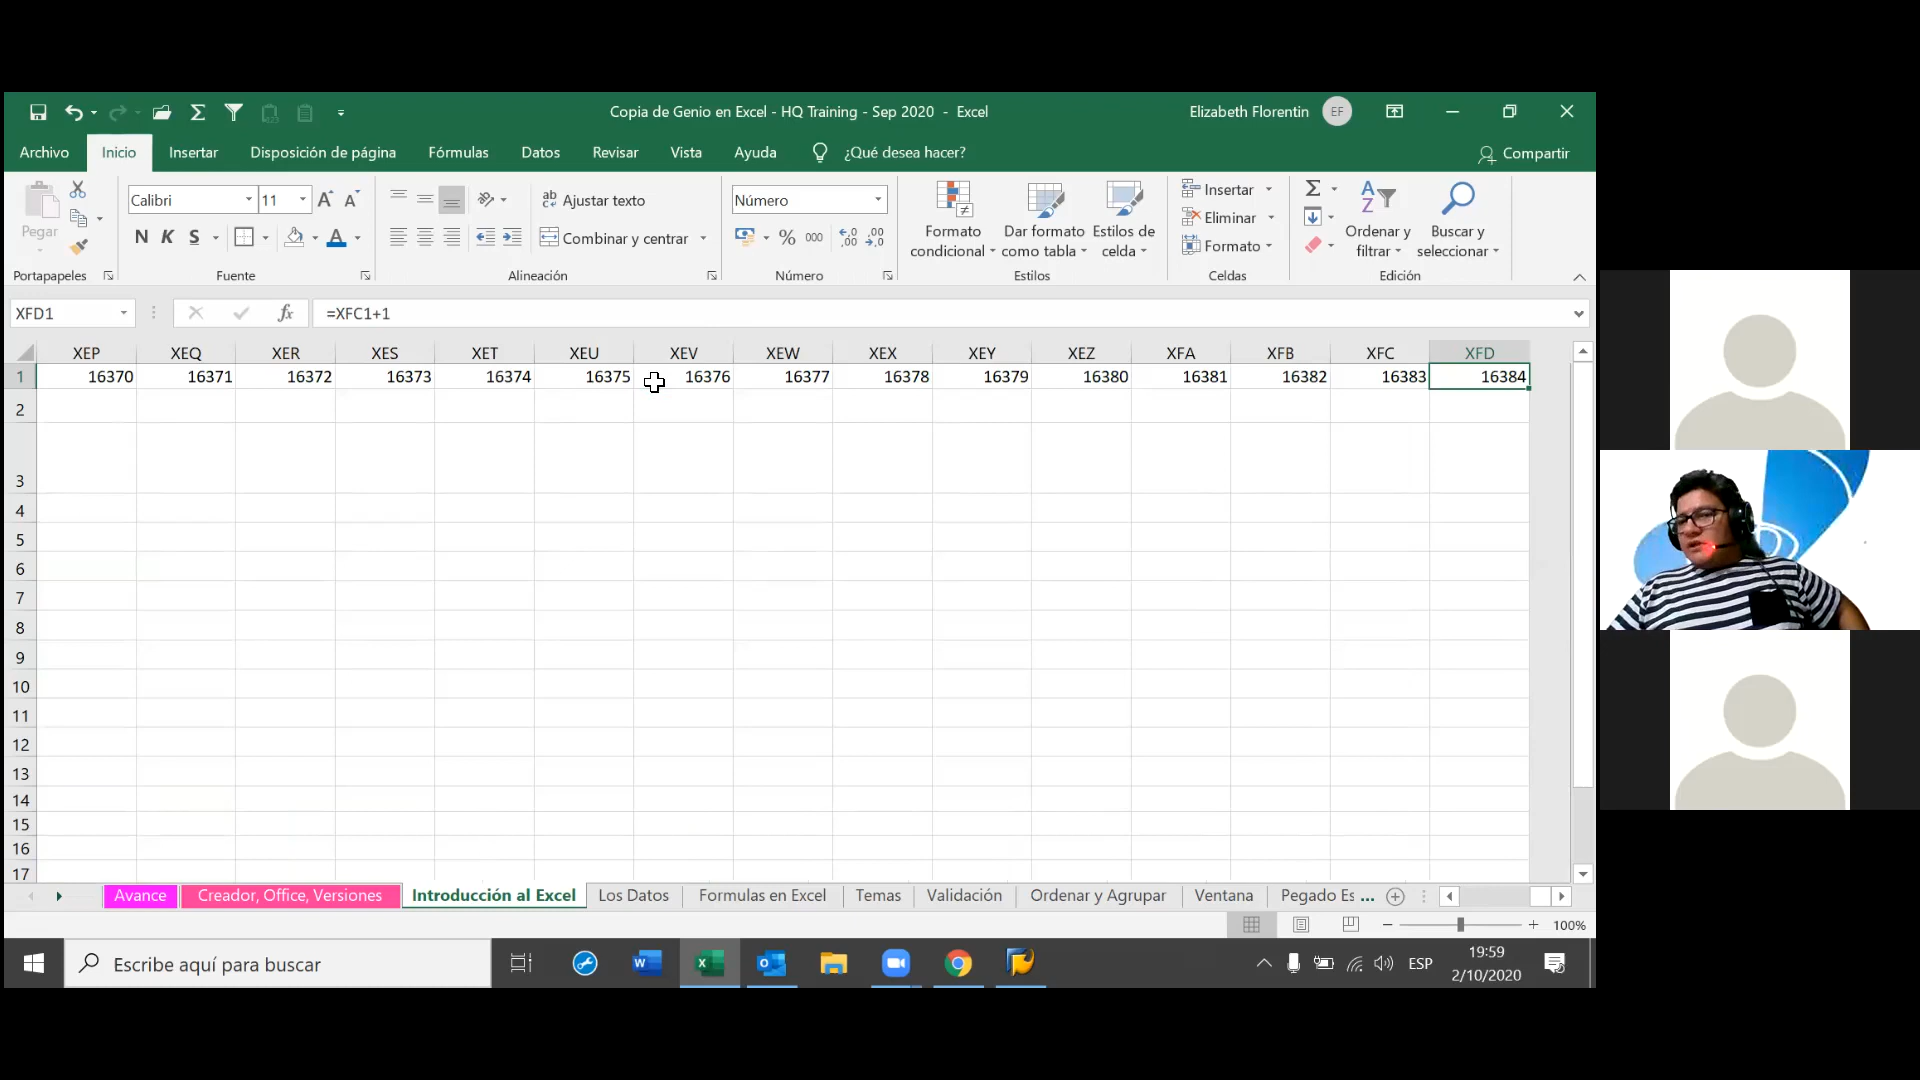 Copia de Genio en Excel - HQ Training - Sep 2020 - Excel
Elizabeth Florentin
EF
Archivo
Inicio
Insertar
Disposición de página
Fórmulas
Datos
Revisar
Vista
Ayuda
¿Qué desea hacer?
Compartir
Pegar
Portapapeles
Calibri
11
N K S
Fuente
Ajustar texto
Combinar y centrar
Alineación
Número
% 000
Número
Formato condicional
Dar formato como tabla
Estilos de celda
Estilos
Insertar
Eliminar
Formato
Celdas
Ordenar y filtrar
Buscar y seleccionar
Edición
XFD1
fx
=XFC1+1
XEP XEQ XER XES XET XEU XEV XEW XEX XEY XEZ XFA XFB XFC XFD
1 16370 16371 16372 16373 16374 16375 16376 16377 16378 16379 16380 16381 16382 16383 16384
2
3
4
5
6
7
8
9
10
11
12
13
14
15
16
17
Avance
Creador, Office, Versiones
Introducción al Excel
Los Datos
Formulas en Excel
Temas
Validación
Ordenar y Agrupar
Ventana
Pegado Es ...
100%
Escribe aquí para buscar
ESP
19:59
2/10/2020